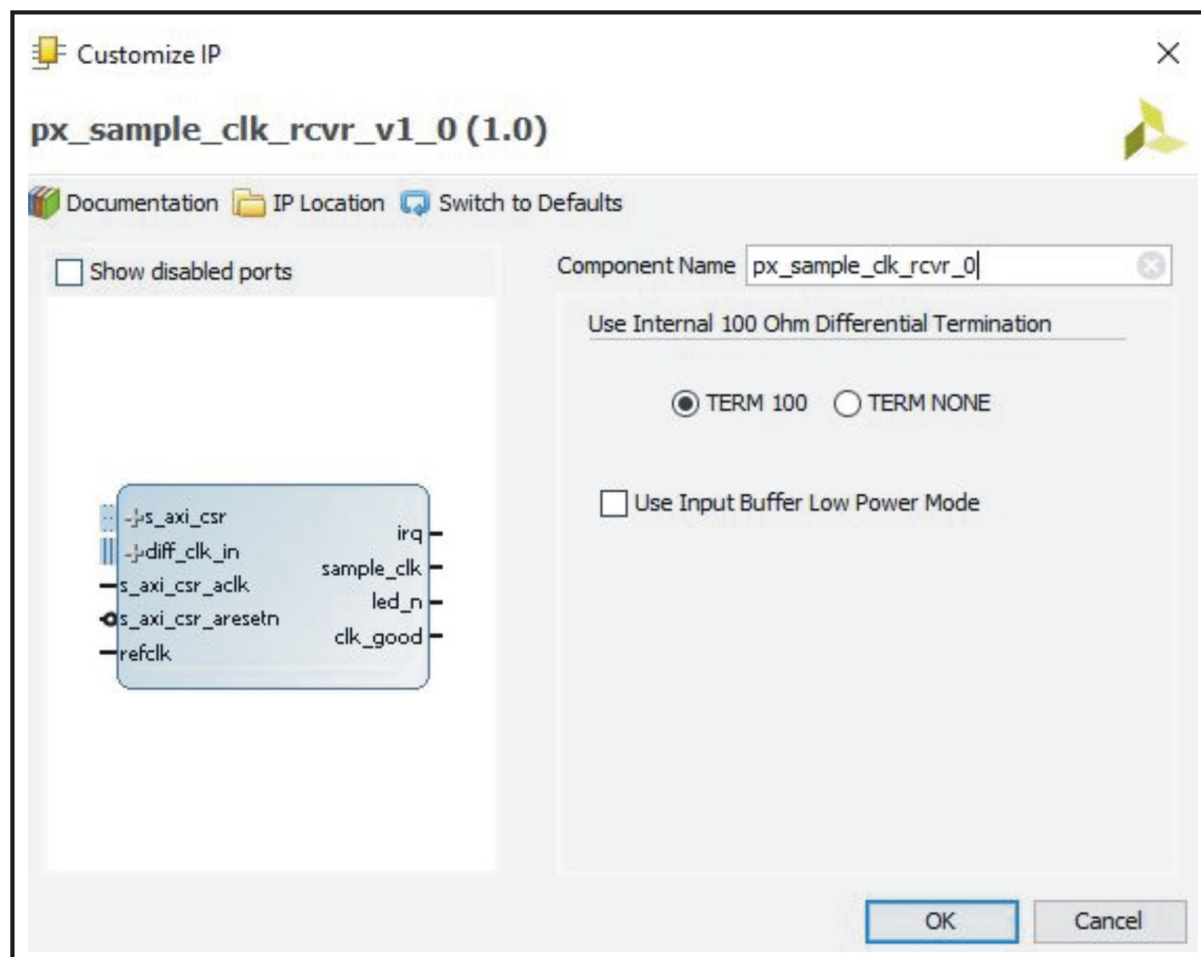 Customize IP
px_sample_clk_rcvr_v1_0 (1.0)
Documentation IP Location Switch to Defaults
Show disabled ports
Component Name px_sample_clk_rcvr_0
Use Internal 100 Ohm Differential Termination
TERM 100 TERM NONE
Use Input Buffer Low Power Mode
s_axi_csr
diff_clk_in
s_axi_csr_aclk
s_axi_csr_aresetn
refclk
irq
sample_clk
led_n
clk_good
OK Cancel